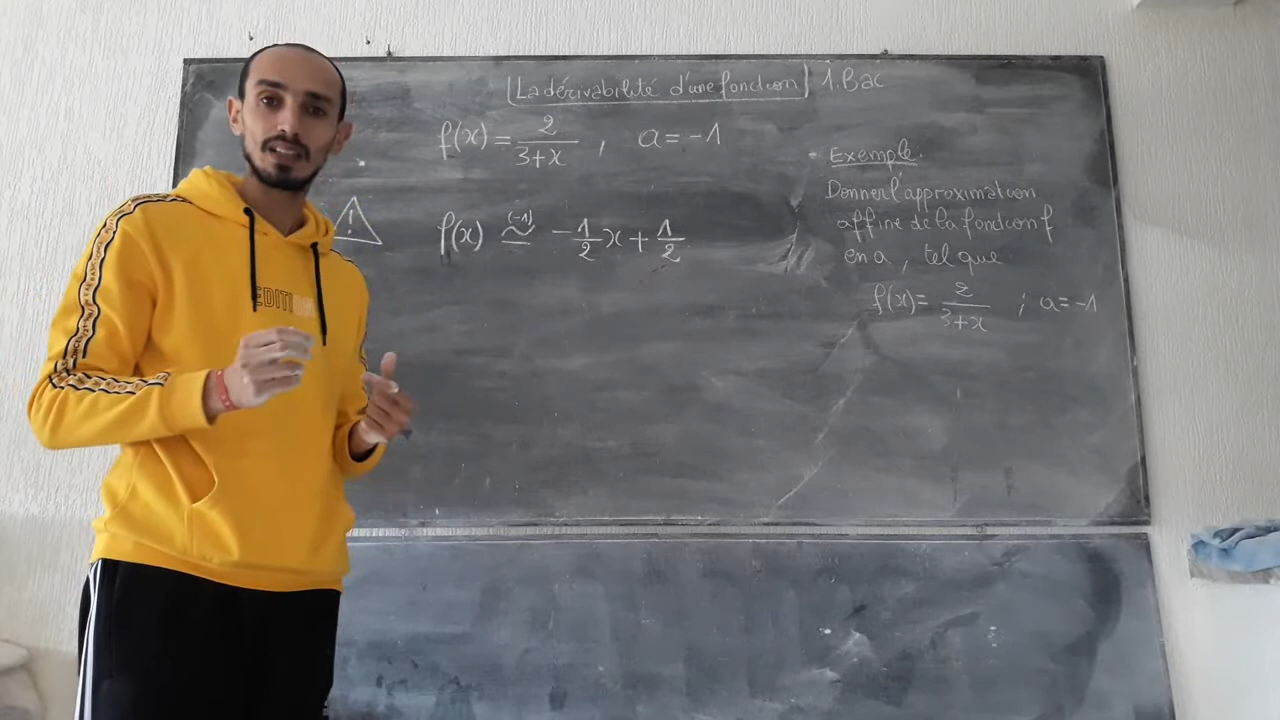 La dérivabilité d'une fonction 1.Bac
f(x) = 2/(3+x) , a = -1
! f(x) ≃(-1) -1/2 x + 1/2
Exemple.
Donner l'approximation
affine de la fonction f
en a, tel que
f(x) = 2/(3+x) ; a = -1
EDITION